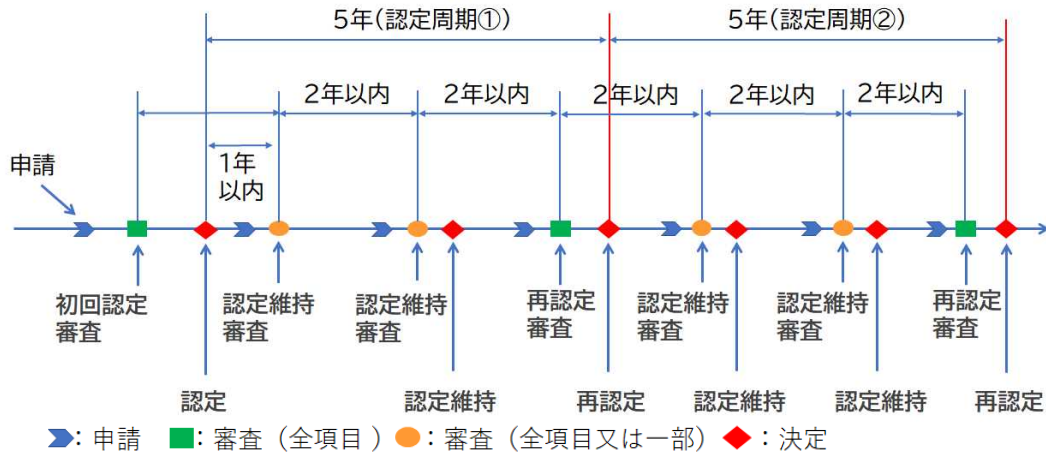 5年(認定周期①)
5年(認定周期②)
2年以内
2年以内
2年以内
2年以内
2年以内
1年
以内
申請
初回認定
審査
認定維持
審査
認定維持
審査
再認定
審査
認定維持
審査
認定維持
審査
再認定
審査
認定
認定維持
再認定
認定維持
認定維持
再認定
：申請
：審査（全項目）
：審査（全項目又は一部）
：決定